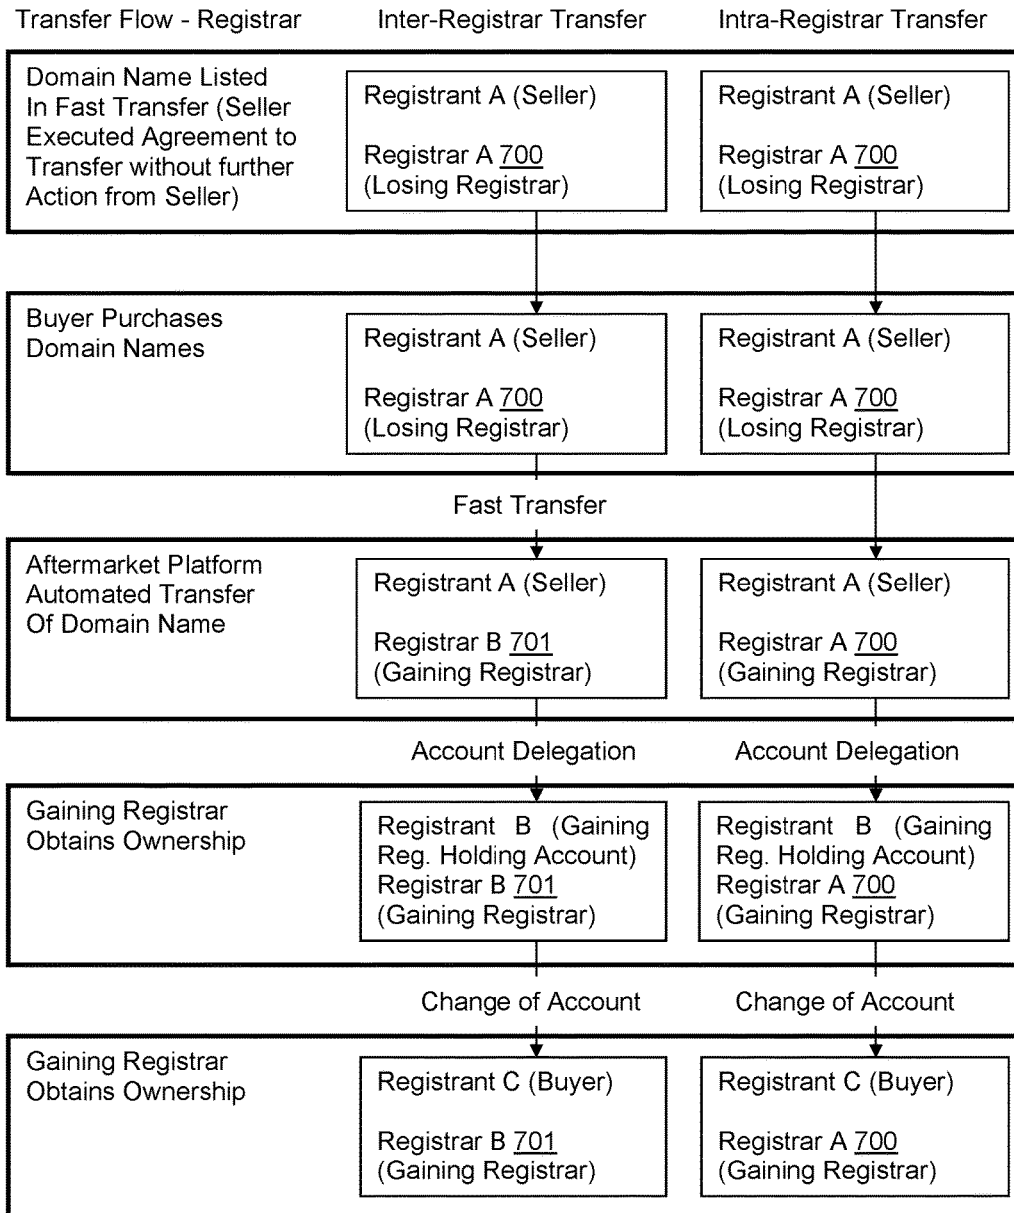 Transfer Flow - Registrar
Inter-Registrar Transfer
Intra-Registrar Transfer
Domain Name Listed
In Fast Transfer (Seller
Executed Agreement to
Transfer without further
Action from Seller)
Registrant A (Seller)
Registrar A 700
(Losing Registrar)
Registrant A (Seller)
Registrar A 700
(Losing Registrar)
Buyer Purchases
Domain Names
Registrant A (Seller)
Registrar A 700
(Losing Registrar)
Registrant A (Seller)
Registrar A 700
(Losing Registrar)
Fast Transfer
Aftermarket Platform
Automated Transfer
Of Domain Name
Registrant A (Seller)
Registrar B 701
(Gaining Registrar)
Registrant A (Seller)
Registrar A 700
(Gaining Registrar)
Account Delegation
Account Delegation
Gaining Registrar
Obtains Ownership
Registrant B (Gaining
Reg. Holding Account)
Registrar B 701
(Gaining Registrar)
Registrant B (Gaining
Reg. Holding Account)
Registrar A 700
(Gaining Registrar)
Change of Account
Change of Account
Gaining Registrar
Obtains Ownership
Registrant C (Buyer)
Registrar B 701
(Gaining Registrar)
Registrant C (Buyer)
Registrar A 700
(Gaining Registrar)